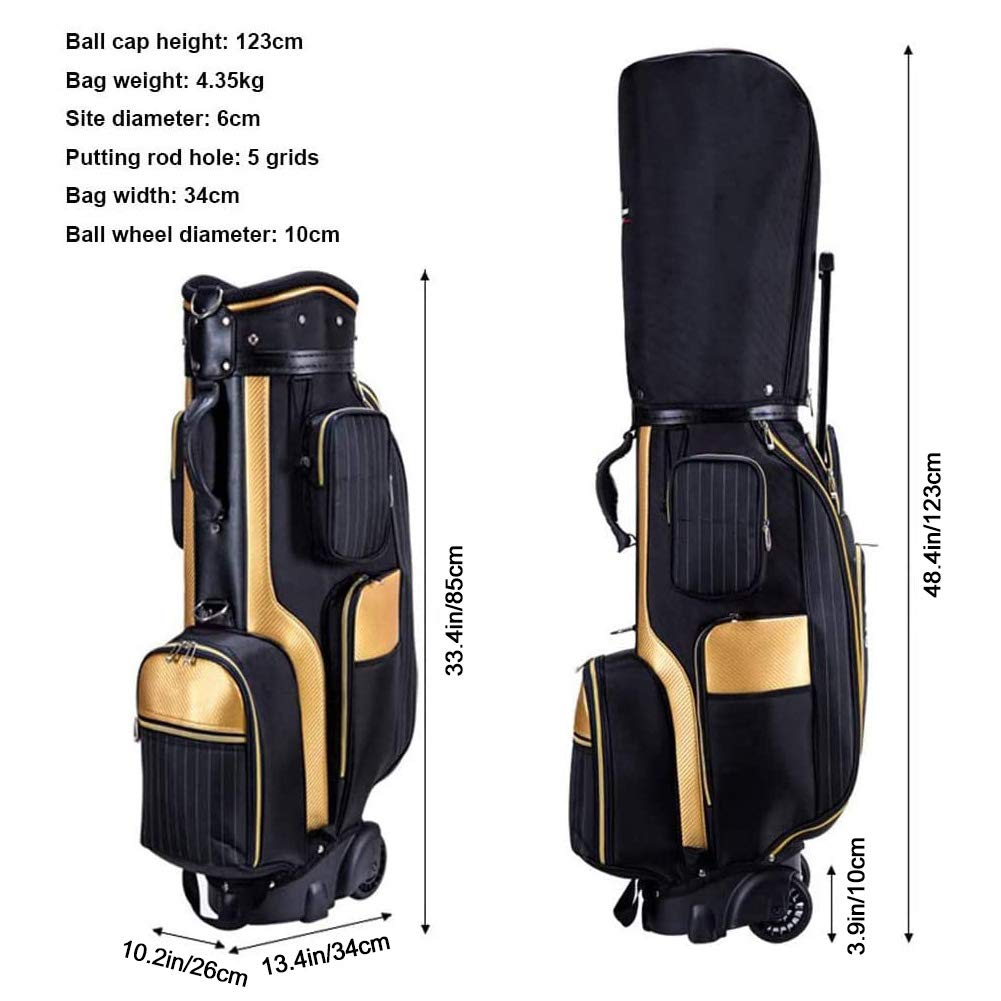 Ball cap height: 123cm
Bag weight: 4.35kg
Site diameter: 6cm
Putting rod hole: 5 grids
Bag width: 34cm
Ball wheel diameter: 10cm
33.4in/85cm
48.4in/123cm
3.9in/10cm
10.2in/26cm
13.4in/34cm